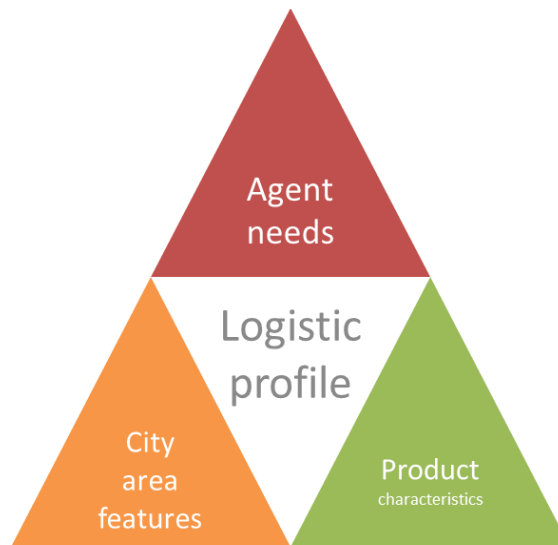 Agent
needs
Logistic
profile
City
area
features
Product
characteristics